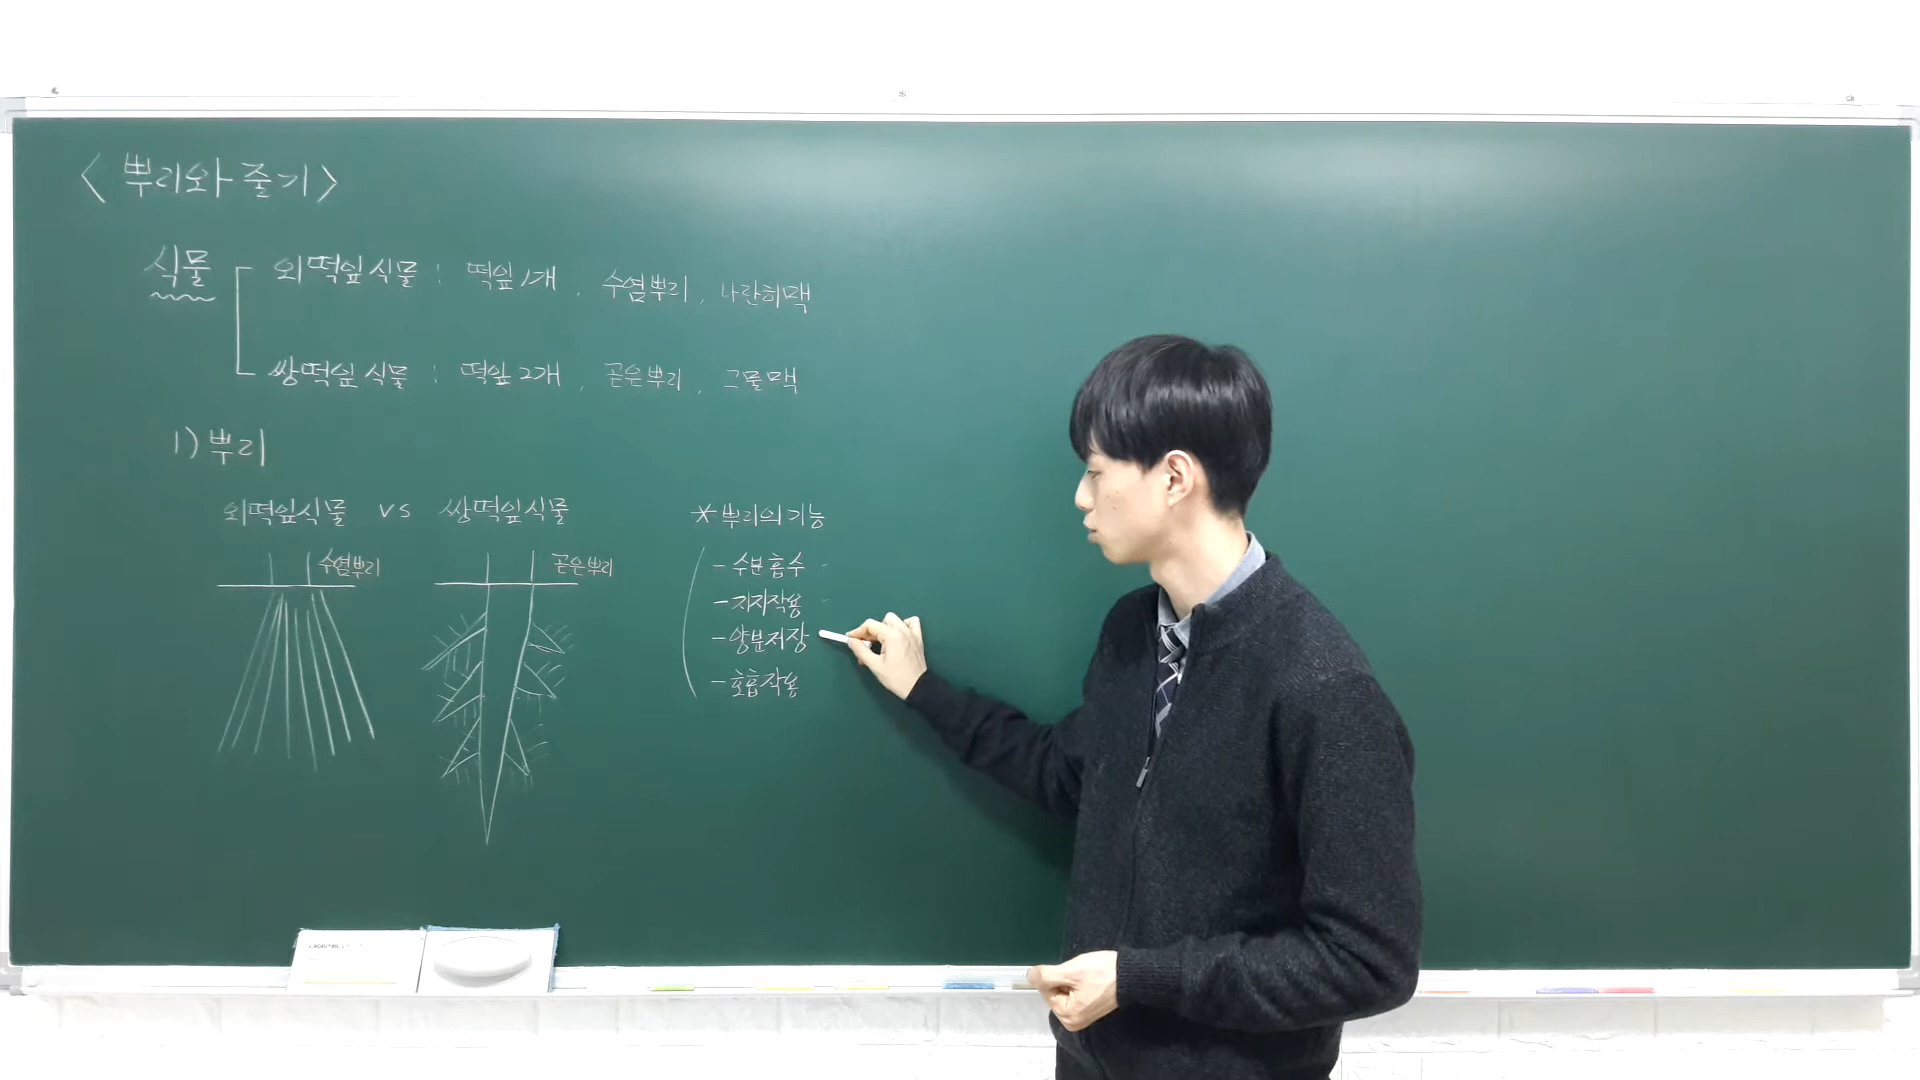 <뿌리와 줄기>
식물
외떡잎식물 : 떡잎 1개, 수염뿌리, 나란히맥
쌍떡잎식물 : 떡잎 2개, 곧은뿌리, 그물맥
1) 뿌리
외떡잎식물 vs 쌍떡잎식물
수염뿌리
곧은뿌리
* 뿌리의 기능
- 수분흡수
- 지지작용
- 양분저장
- 호흡작용